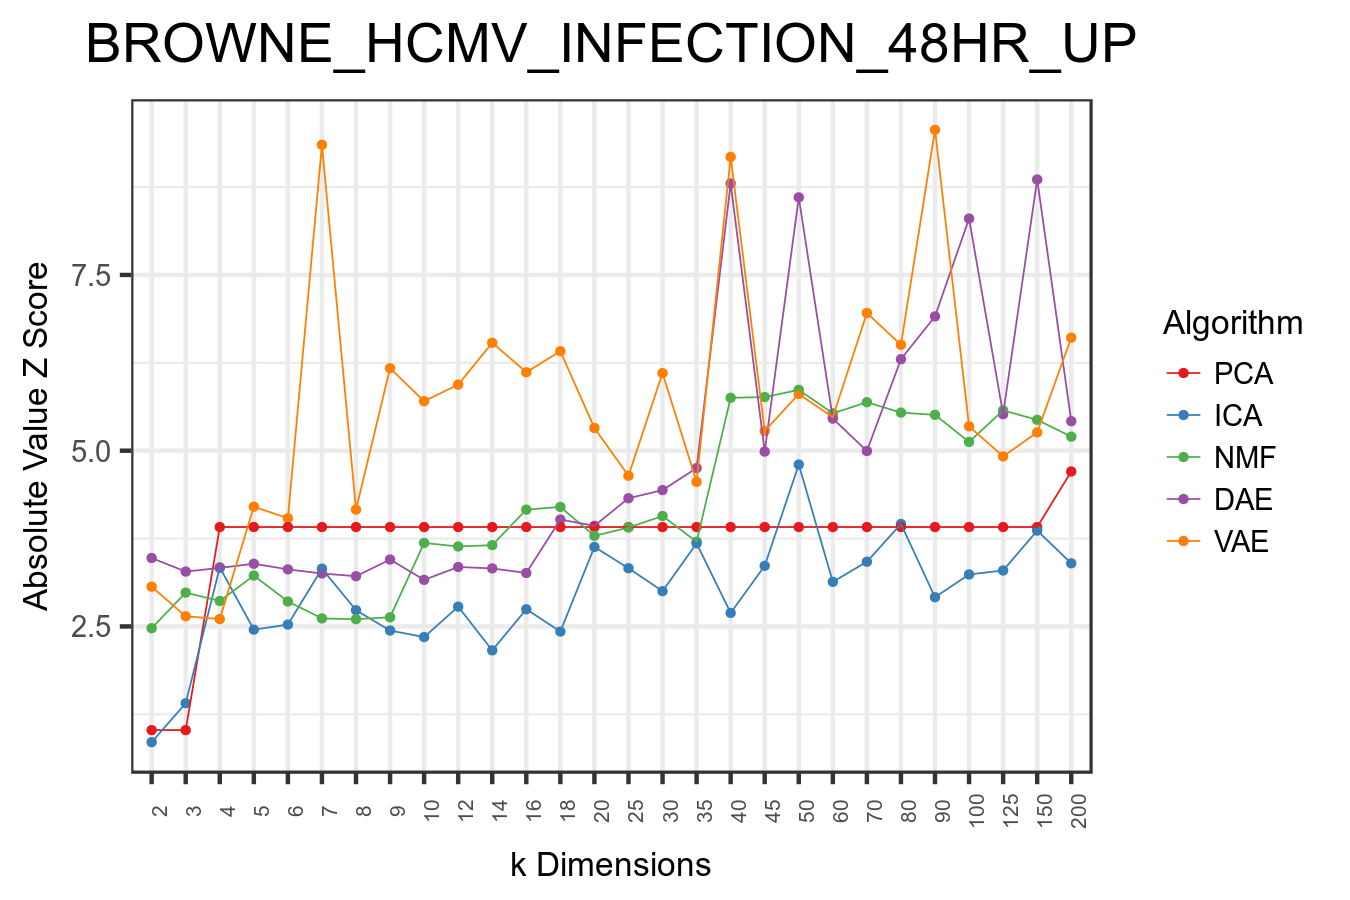 BROWNE_HCMV_INFECTION_48HR_UP
Absolute Value Z Score
7.5
5.0
2.5
2 3 4 5 6 7 8 9 10 12 14 16 18 20 25 30 35 40 45 50 60 70 80 90 100 125 150 200
k Dimensions
Algorithm
PCA
ICA
NMF
DAE
VAE